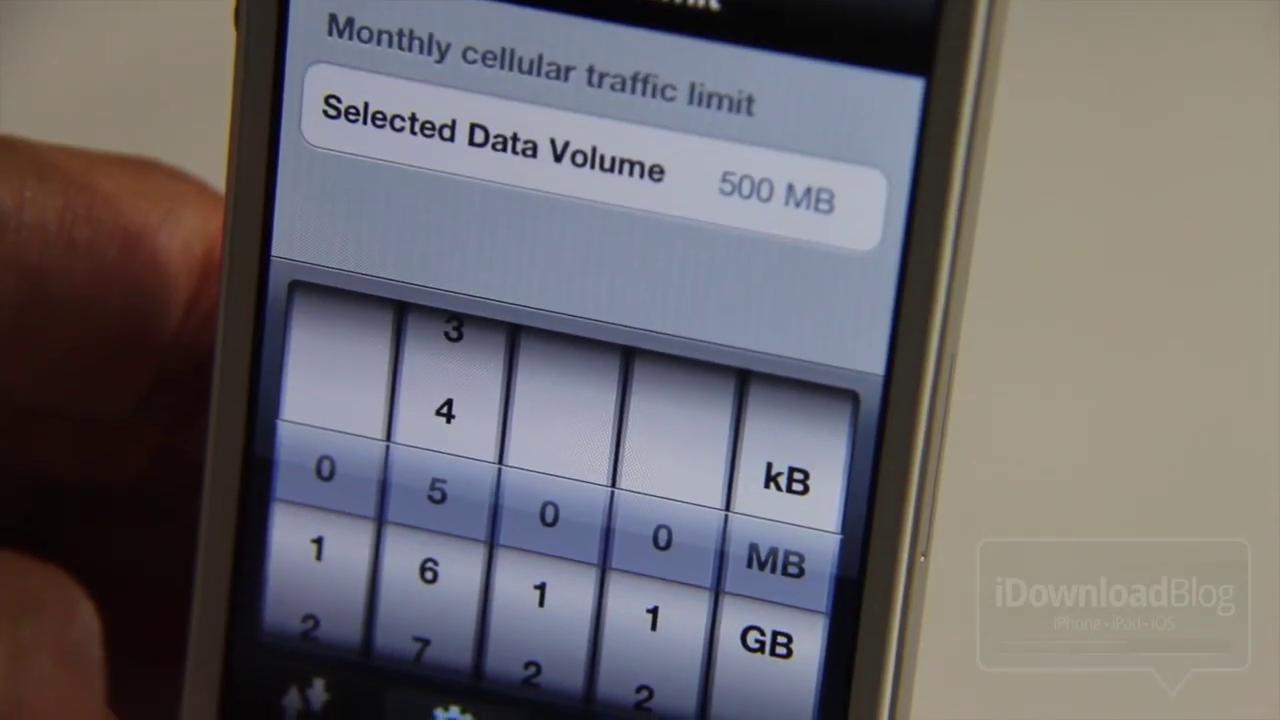 Monthly cellular traffic limit
Selected Data Volume 500 MB
3
4 kB
0 5 0 0 MB
1 6 1 1 GB
2 7 2 2
iDownloadBlog
iPhone • iPad • iOS